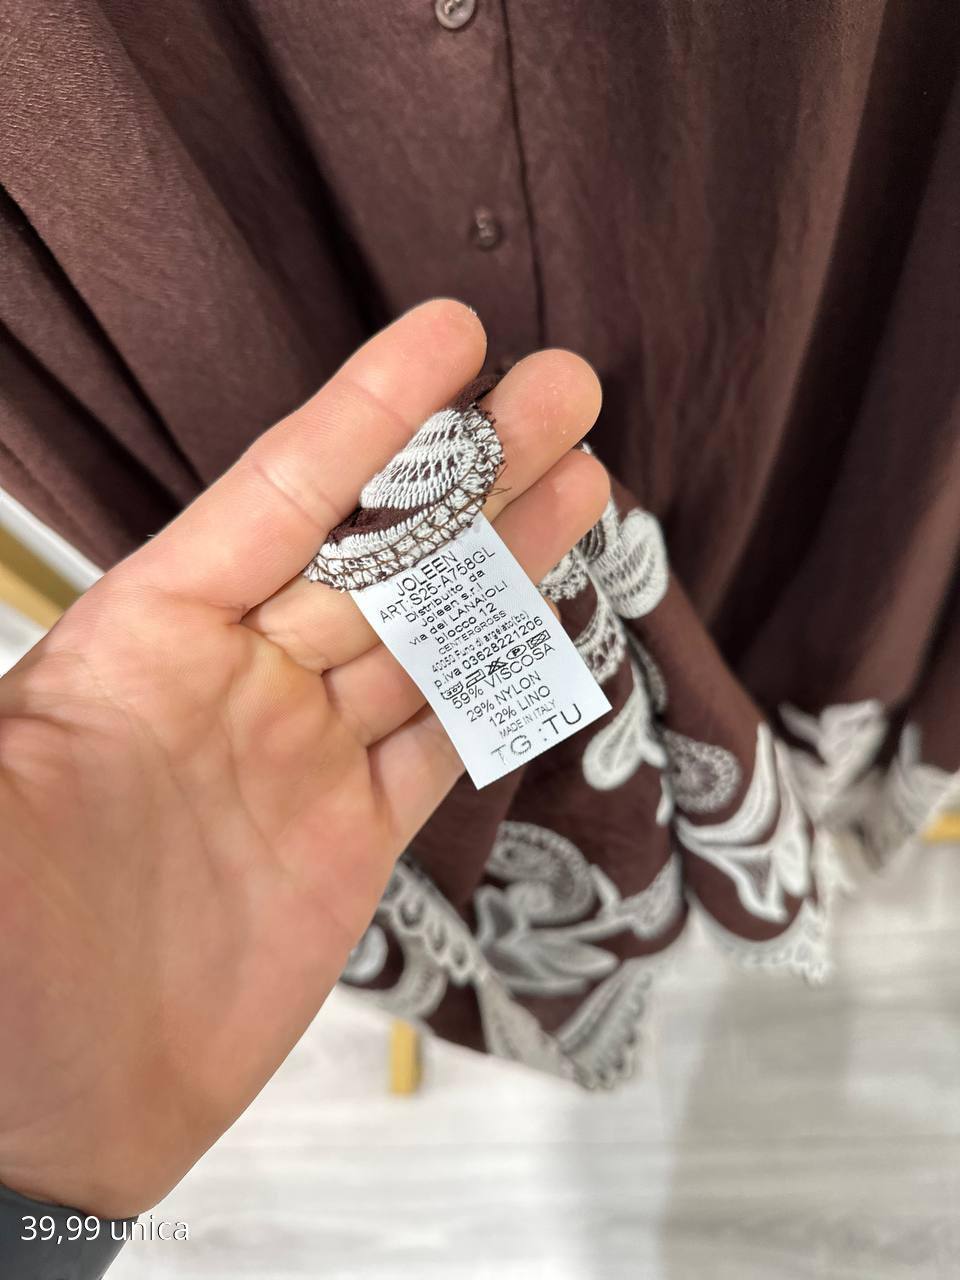 JOLEEN
ART.S25-A758GL
Distribuito da
Joleen s.r.l
via dei LANAIOLI
blocco 12
CENTERGROSS
40050 Funo di argelato(bo)
p.iva 03628221206
59% VISCOSA
29% NYLON
12% LINO
MADE IN ITALY
TG :TU
39,99 unica